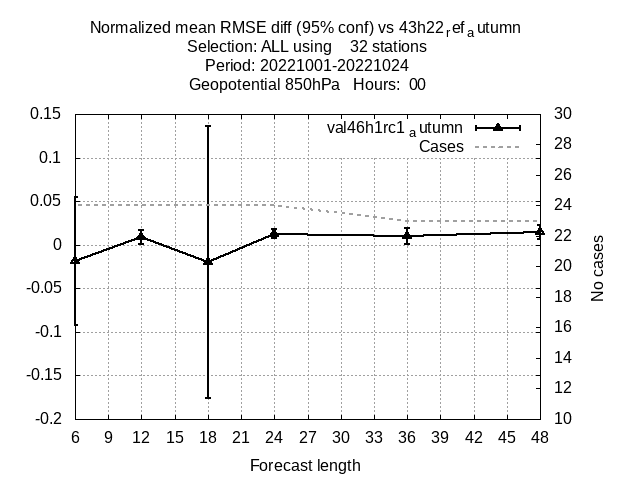 Normalized mean RMSE diff (95% conf) vs 43h22refautumn
Selection: ALL using    32 stations
Period: 20221001-20221024
Geopotential 850hPa   Hours:  00
0.15
0.1
0.05
0
-0.05
-0.1
-0.15
-0.2
val46h1rc1autumn
Cases
30
28
26
24
22
20
18
16
14
12
10
No cases
6 9 12 15 18 21 24 27 30 33 36 39 42 45 48
Forecast length